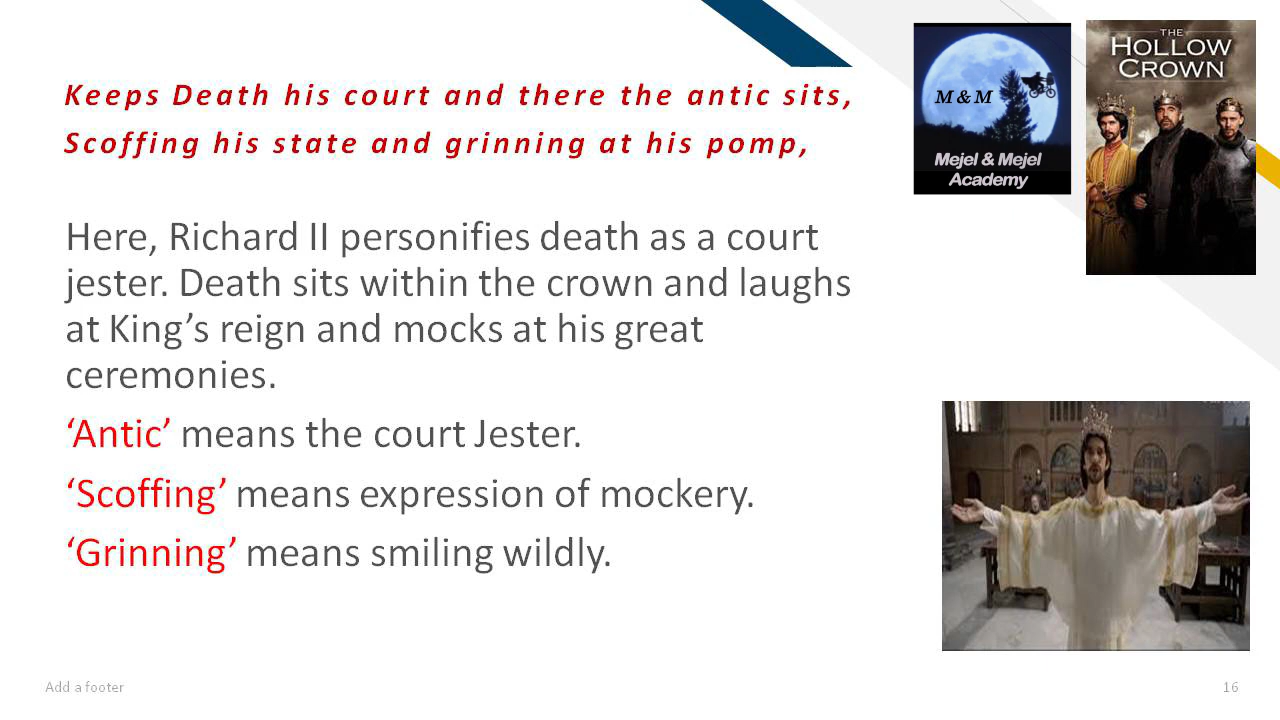 Keeps Death his court and there the antic sits,
Scoffing his state and grinning at his pomp,
Here, Richard II personifies death as a court
jester. Death sits within the crown and laughs
at King’s reign and mocks at his great
ceremonies.
‘Antic’ means the court Jester.
‘Scoffing’ means expression of mockery.
‘Grinning’ means smiling wildly.
M & M
Mejel & Mejel
Academy
THE
HOLLOW
CROWN
Add a footer
16